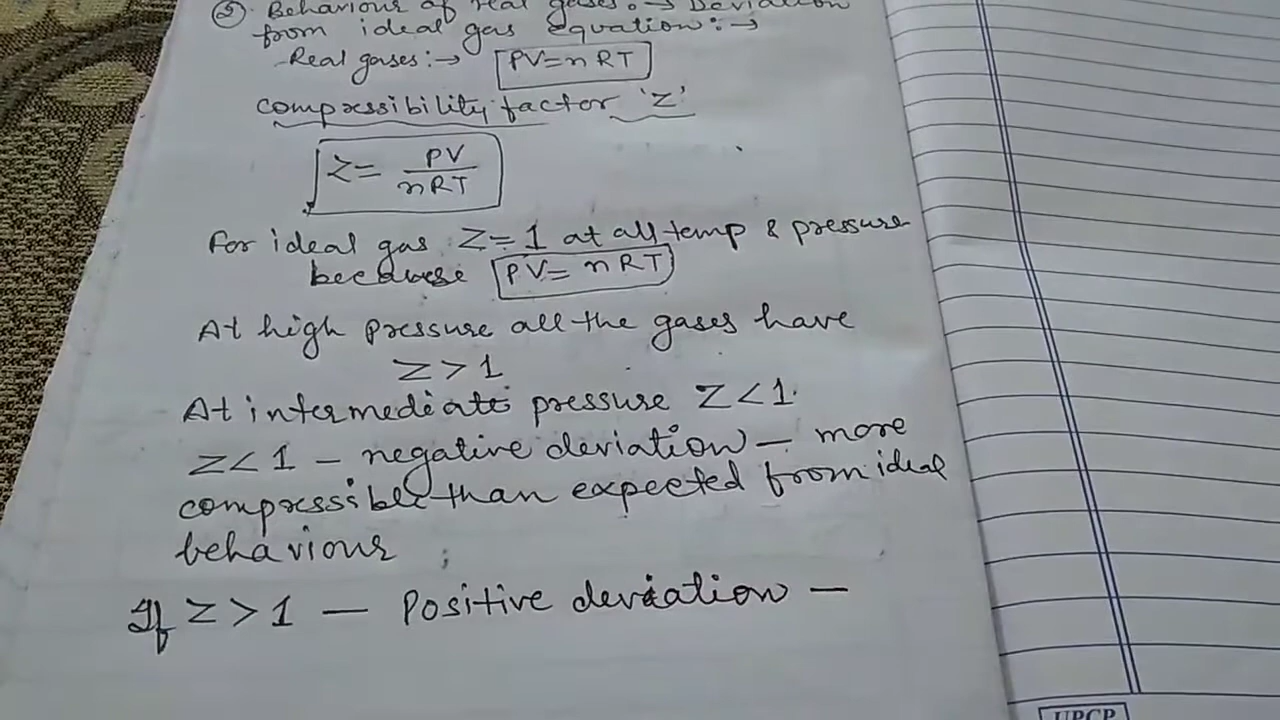 ② Behaviour of real gases:→ Deviation
from ideal gas equation:→
Real gases:→ PV=nRT
compressibility factor 'Z'
Z= PV/nRT
For ideal gas Z=1 at all temp & pressure
because PV= nRT
At high pressure all the gases have
Z>1
At intermediate pressure Z<1.
Z<1 - negative deviation - more
compressible than expected from ideal
behaviour
If Z>1 - Positive deviation -
UPCP